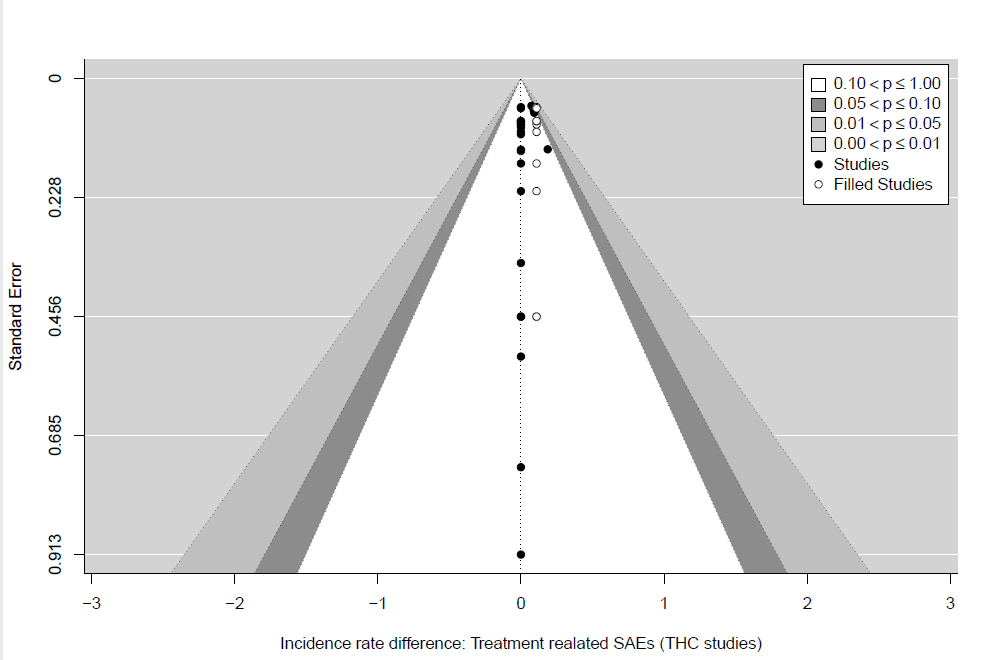 0.10 < p ≤ 1.00
0.05 < p ≤ 0.10
0.01 < p ≤ 0.05
0.00 < p ≤ 0.01
Studies
Filled Studies
Standard Error
0
0.228
0.456
0.685
0.913
−3
−2
−1
0
1
2
3
Incidence rate difference: Treatment realated SAEs (THC studies)